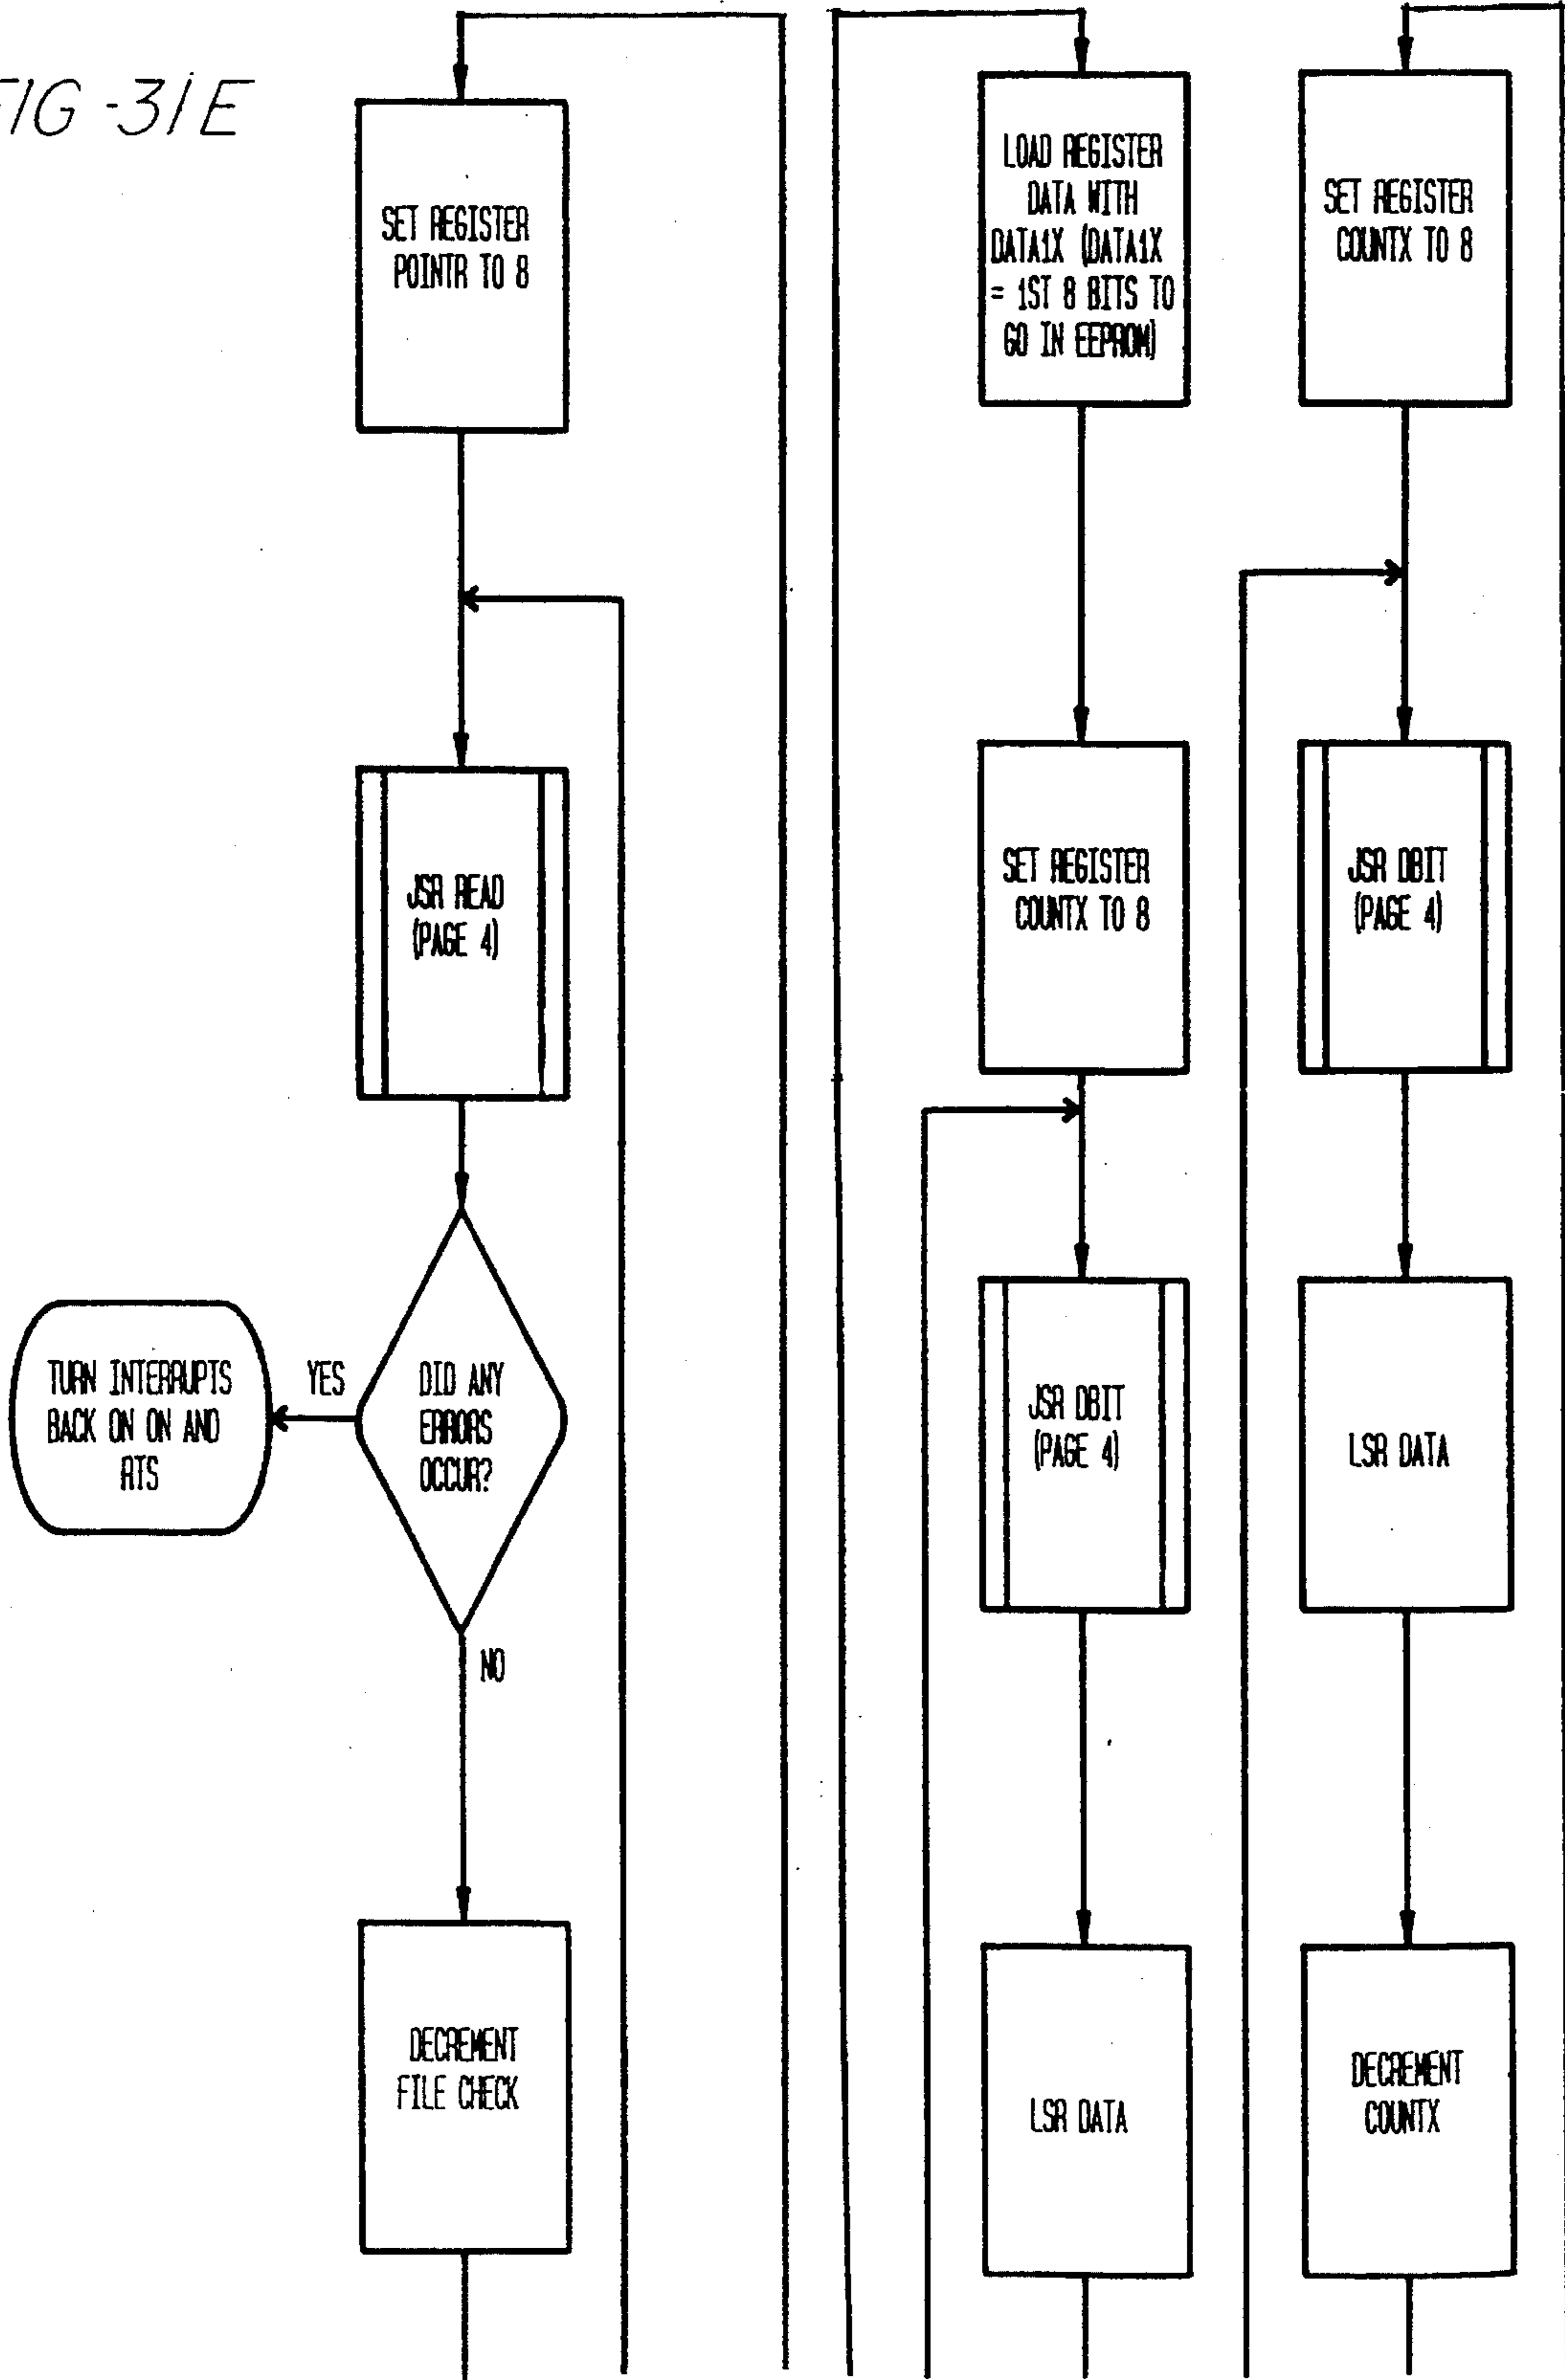 FIG-31E
SET REGISTER
POINTR TO 8
JSR READ
(PAGE 4)
DID ANY
ERRORS
OCCUR?
YES
TURN INTERRUPTS
BACK ON ON AND
RTS
NO
DECREMENT
FILE CHECK
LOAD REGISTER
DATA WITH
DATA1X (DATA1X
= 1ST 8 BITS TO
GO IN EEPROM)
SET REGISTER
COUNTX TO 8
JSR DBIT
(PAGE 4)
LSR DATA
SET REGISTER
COUNTX TO 8
JSR DBIT
(PAGE 4)
LSR DATA
DECREMENT
COUNTX